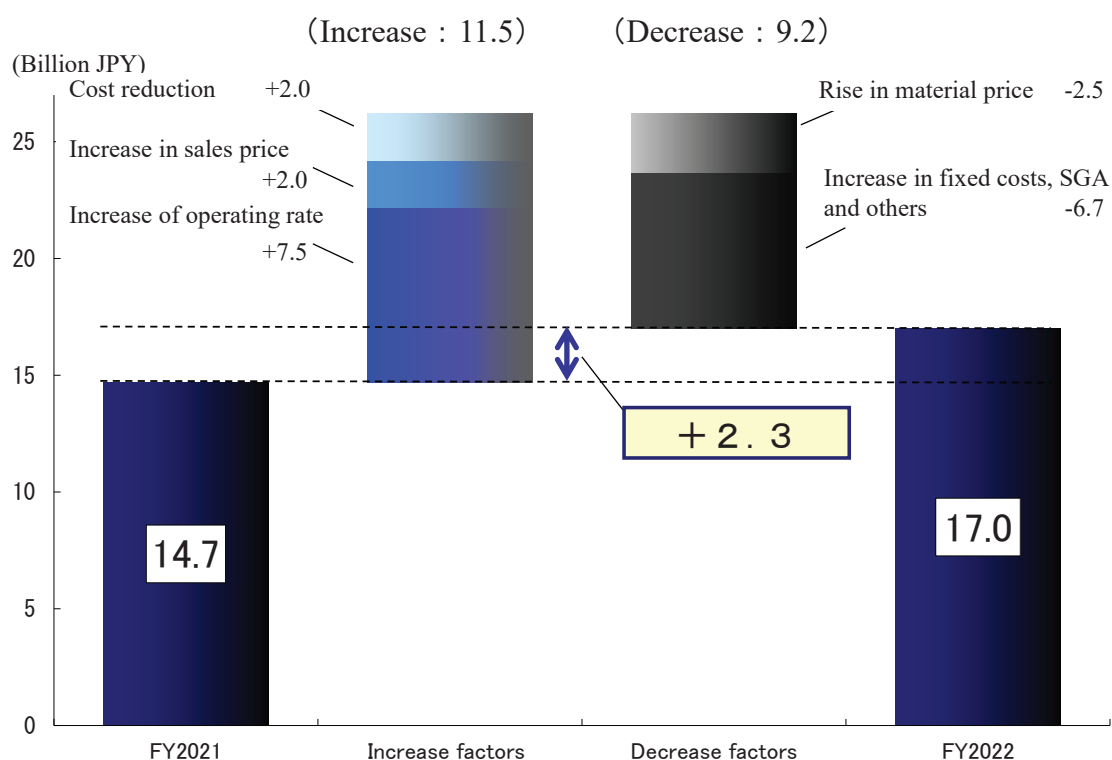 （Increase : 11.5）
（Decrease : 9.2）
(Billion JPY)
Cost reduction +2.0
Increase in sales price
+2.0
Increase of operating rate
+7.5
Rise in material price -2.5
Increase in fixed costs, SGA
and others -6.7
25
20
15
10
5
0
＋２．３
14.7
17.0
FY2021
Increase factors
Decrease factors
FY2022